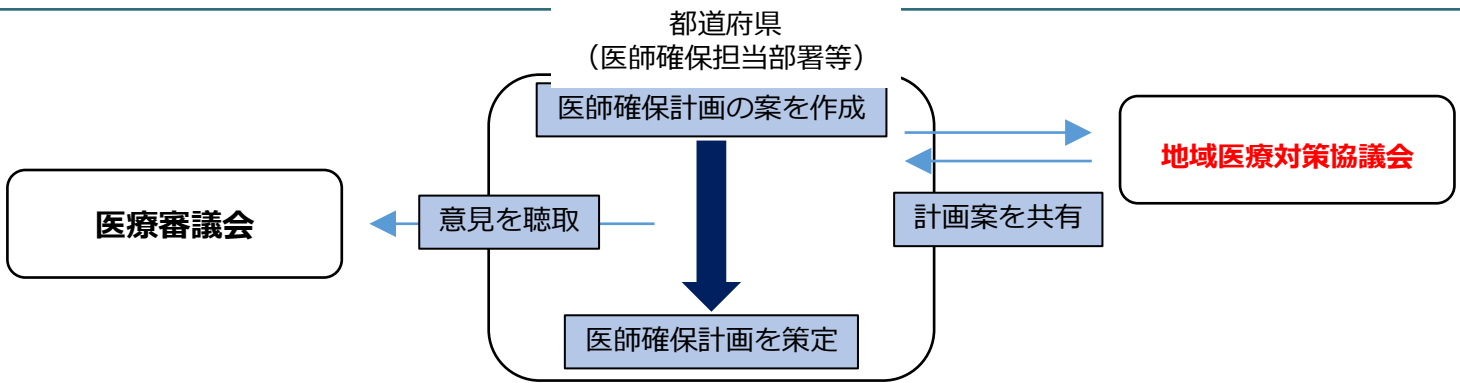 都道府県
（医師確保担当部署等）
医師確保計画の案を作成
地域医療対策協議会
医療審議会
意見を聴取
計画案を共有
医師確保計画を策定